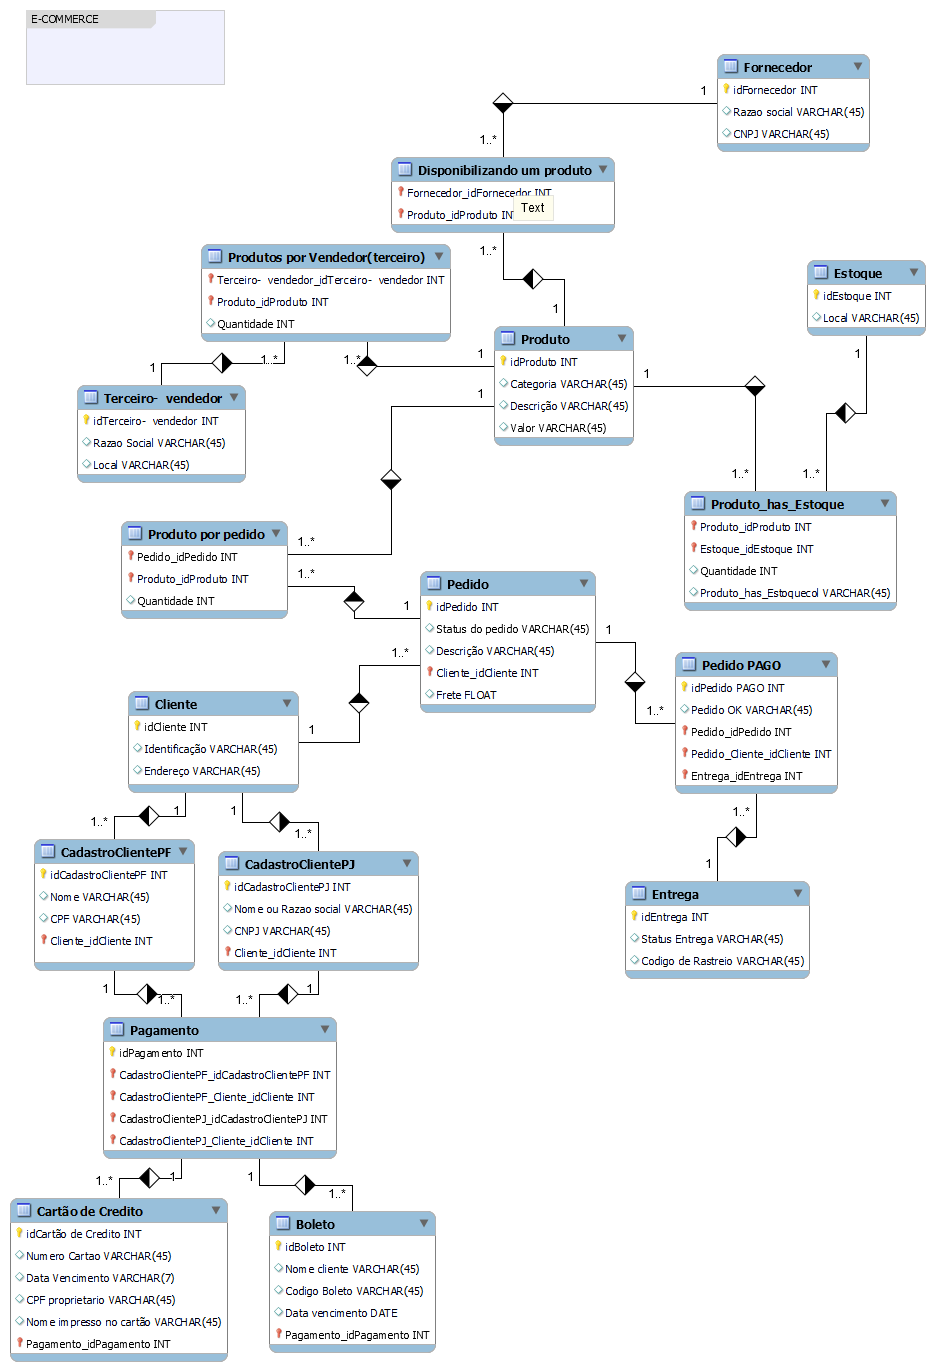 E-COMMERCE
Fornecedor
idFornecedor INT
Razao social VARCHAR(45)
CNPJ VARCHAR(45)
1
1..*
Disponibilizando um produto
Fornecedor_idFornecedor INT
Produto_idProduto INT
Text
1..*
1
Produtos por Vendedor(terceiro)
Terceiro- vendedor_idTerceiro- vendedor INT
Produto_idProduto INT
Quantidade INT
1
1..*
1..*
1
Estoque
idEstoque INT
Local VARCHAR(45)
1
Produto
idProduto INT
Categoria VARCHAR(45)
Descrição VARCHAR(45)
Valor VARCHAR(45)
1
1
Terceiro- vendedor
idTerceiro- vendedor INT
Razao Social VARCHAR(45)
Local VARCHAR(45)
1..*
1..*
Produto_has_Estoque
Produto_idProduto INT
Estoque_idEstoque INT
Quantidade INT
Produto_has_Estoquecol VARCHAR(45)
Produto por pedido
Pedido_idPedido INT
Produto_idProduto INT
Quantidade INT
1..*
1..*
1
Pedido
idPedido INT
Status do pedido VARCHAR(45)
Descrição VARCHAR(45)
Cliente_idCliente INT
Frete FLOAT
1
1..*
1..*
1
Pedido PAGO
idPedido PAGO INT
Pedido OK VARCHAR(45)
Pedido_idPedido INT
Pedido_Cliente_idCliente INT
Entrega_idEntrega INT
1..*
1
Cliente
idCliente INT
Identificação VARCHAR(45)
Endereço VARCHAR(45)
1
1..*
1
1..*
Entrega
idEntrega INT
Status Entrega VARCHAR(45)
Codigo de Rastreio VARCHAR(45)
CadastroClientePF
idCadastroClientePF INT
Nome VARCHAR(45)
CPF VARCHAR(45)
Cliente_idCliente INT
CadastroClientePJ
idCadastroClientePJ INT
Nome ou Razao social VARCHAR(45)
CNPJ VARCHAR(45)
Cliente_idCliente INT
1
1..*
1..*
1
Pagamento
idPagamento INT
CadastroClientePF_idCadastroClientePF INT
CadastroClientePF_Cliente_idCliente INT
CadastroClientePJ_idCadastroClientePJ INT
CadastroClientePJ_Cliente_idCliente INT
1..*
1
1
1..*
Cartão de Credito
idCartão de Credito INT
Numero Cartao VARCHAR(45)
Data Vencimento VARCHAR(7)
CPF proprietario VARCHAR(45)
Nome impresso no cartão VARCHAR(45)
Pagamento_idPagamento INT
Boleto
idBoleto INT
Nome cliente VARCHAR(45)
Codigo Boleto VARCHAR(45)
Data vencimento DATE
Pagamento_idPagamento INT